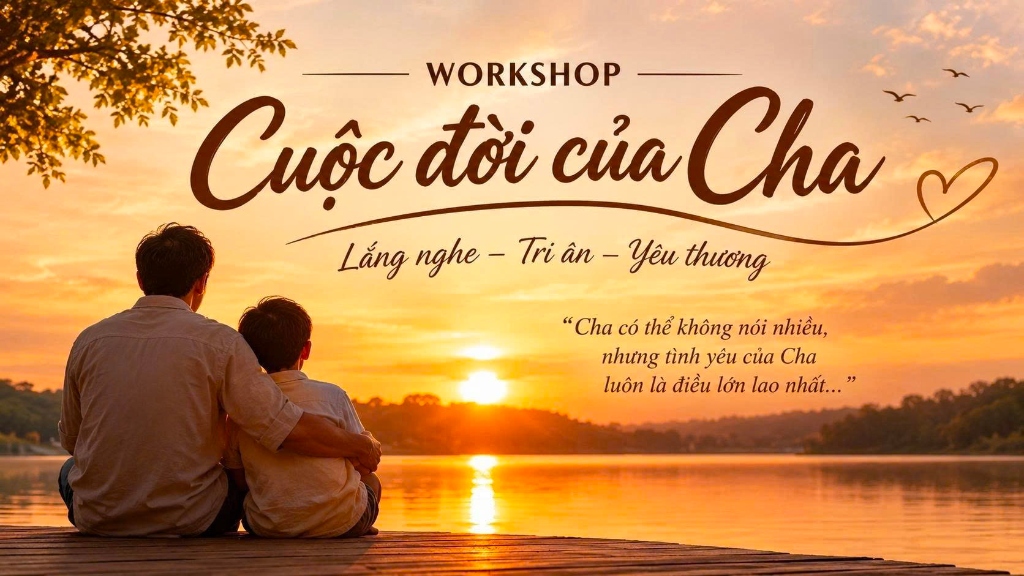 WORKSHOP
Cuộc đời của Cha
Lắng nghe – Tri ân – Yêu thương
“Cha có thể không nói nhiều,
nhưng tình yêu của Cha
luôn là điều lớn lao nhất...”